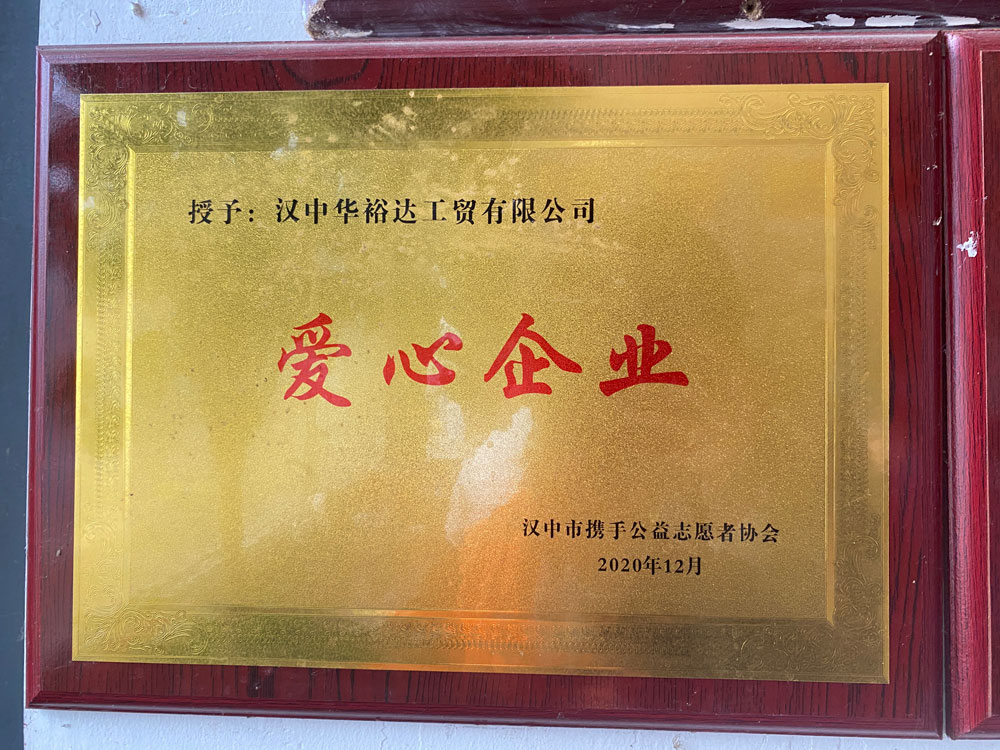 授予：汉中华裕达工贸有限公司
爱心企业
汉中市携手公益志愿者协会
2020年12月